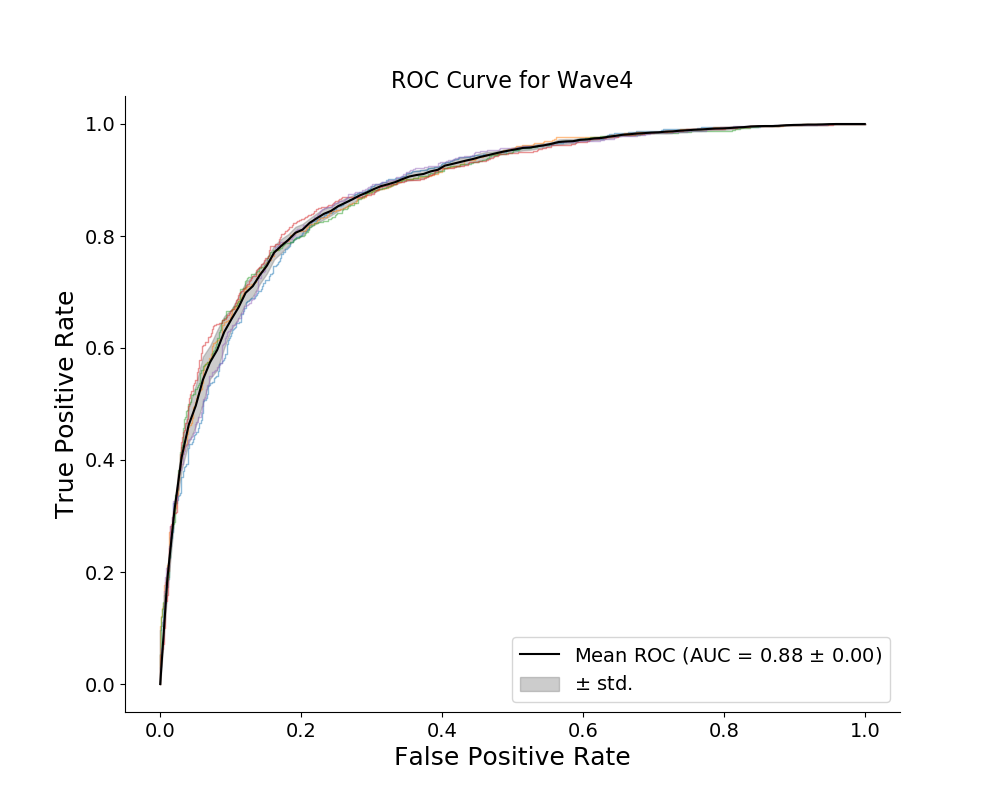 ROC Curve for Wave4
1.0
0.8
0.6
0.4
0.2
0.0
True Positive Rate
Mean ROC (AUC = 0.88 ± 0.00)
± std.
0.0 0.2 0.4 0.6 0.8 1.0
False Positive Rate